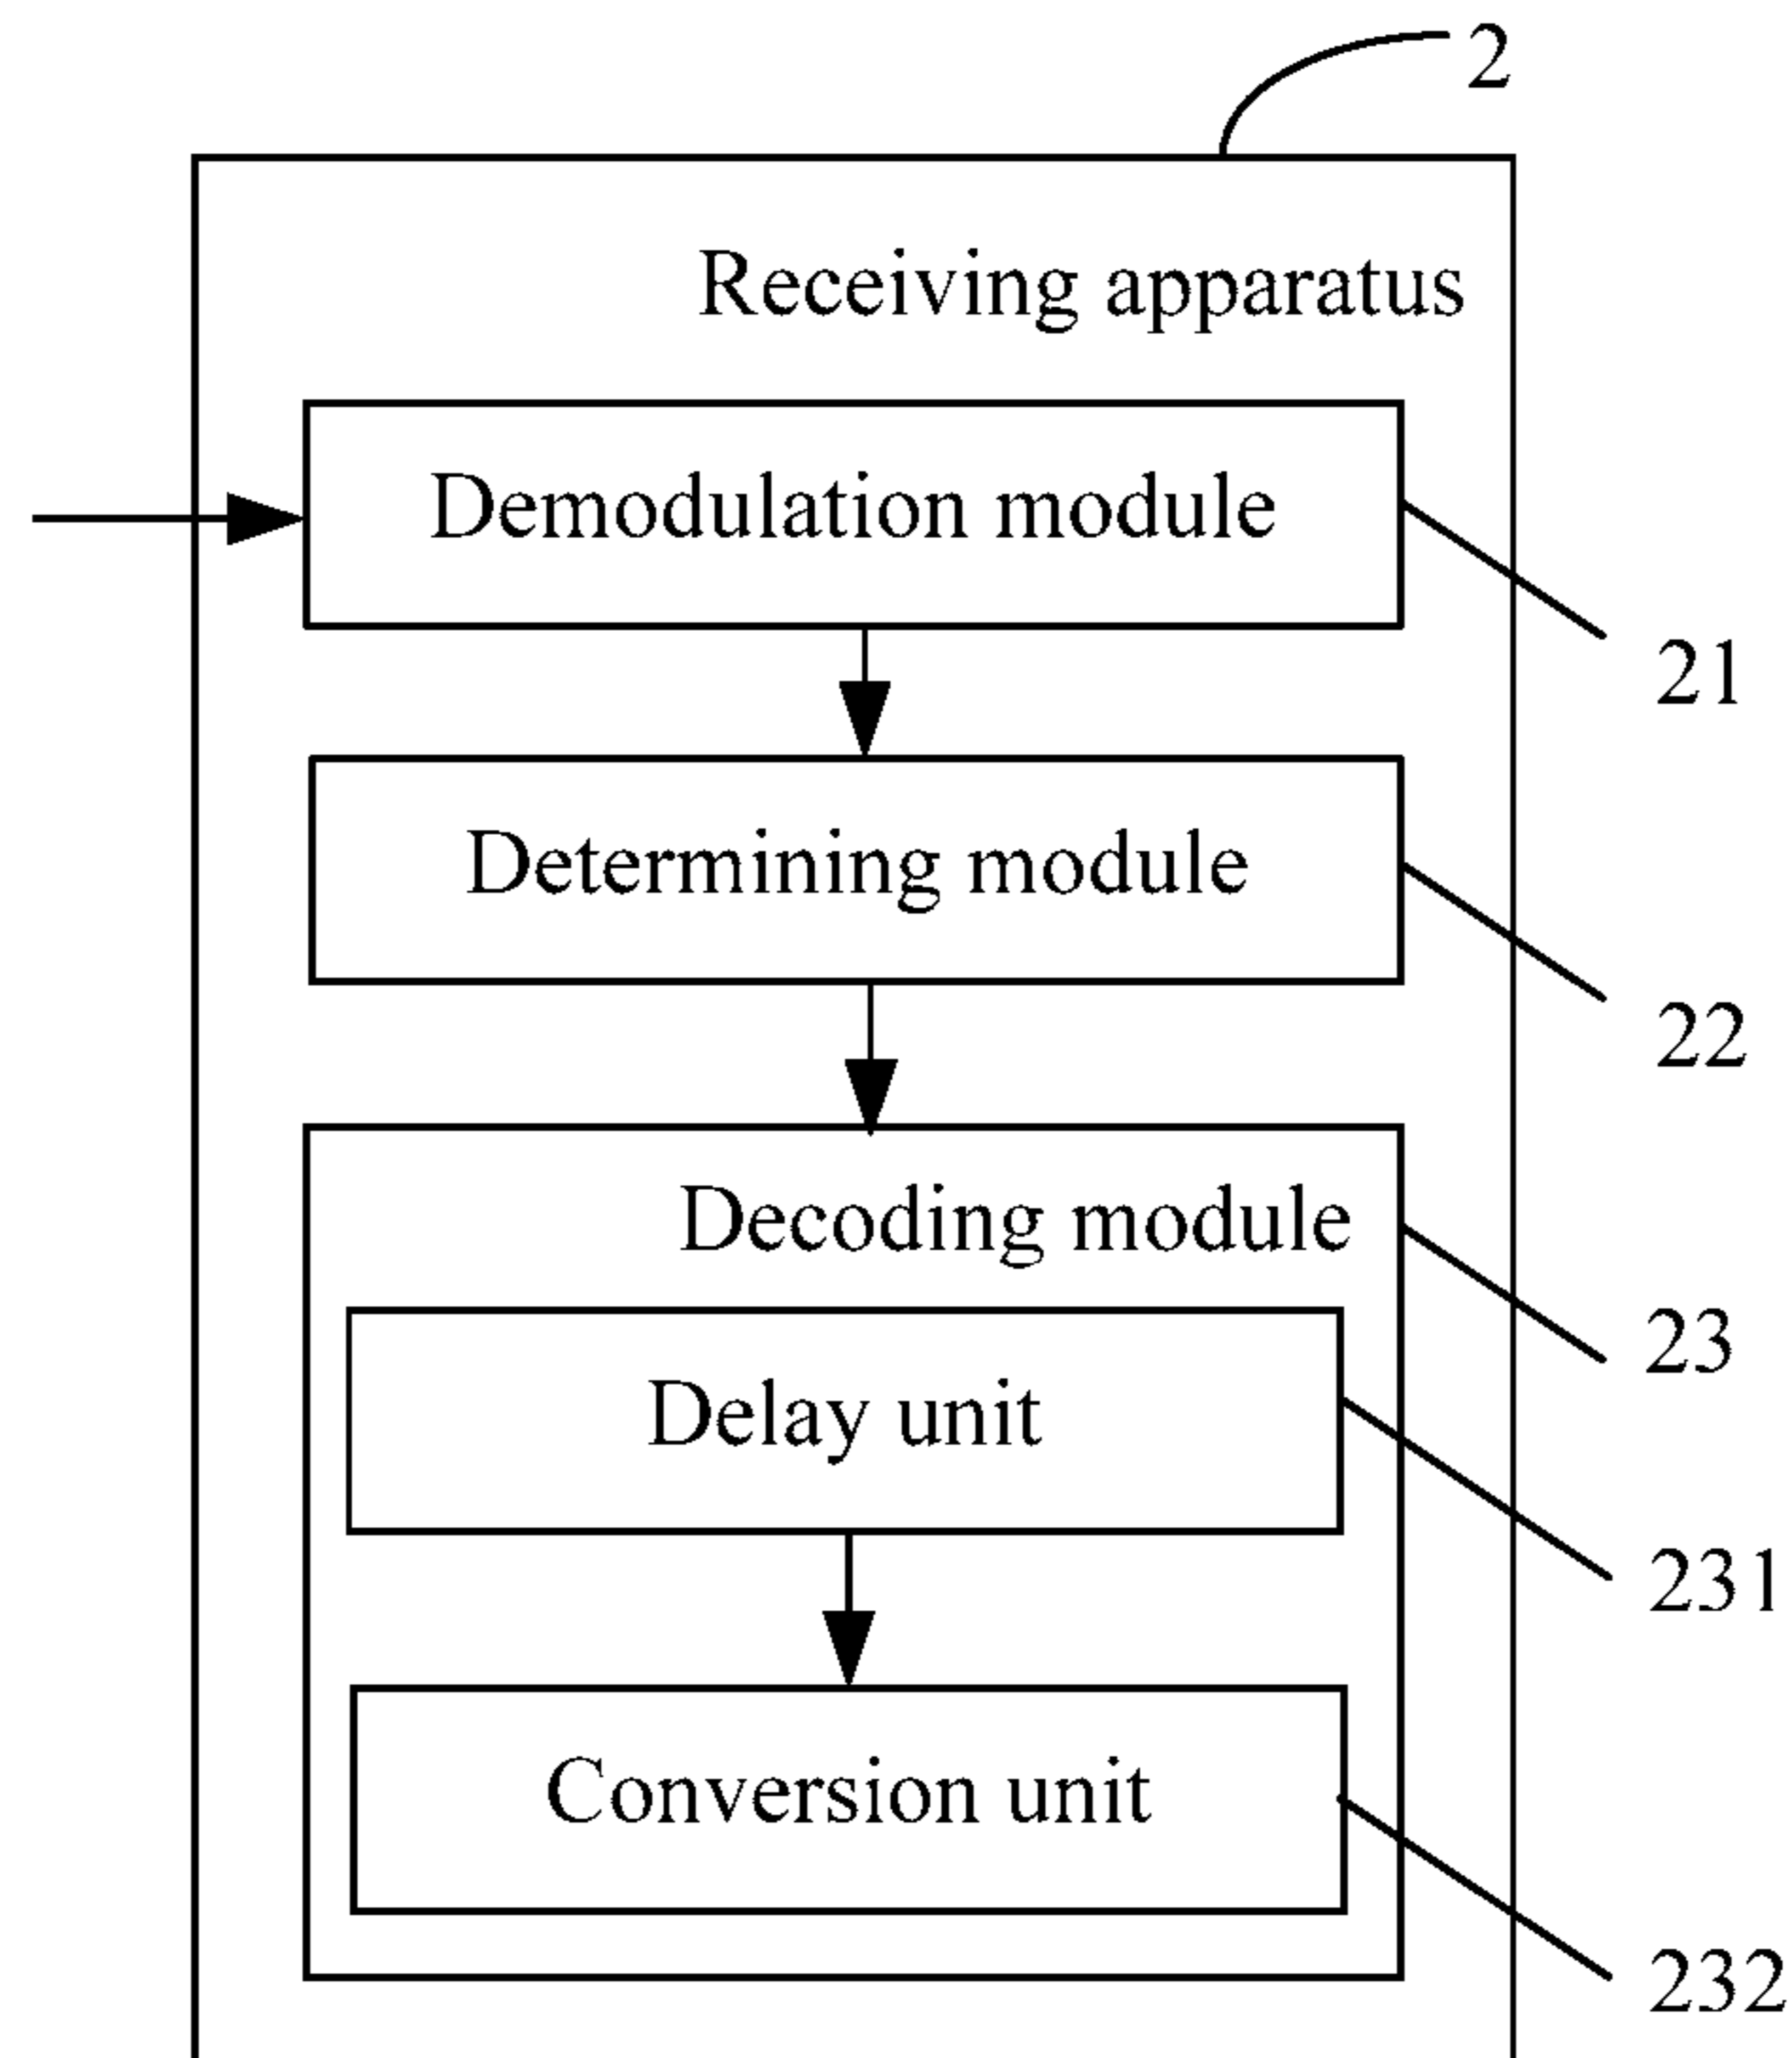 2
Receiving apparatus
Demodulation module
21
Determining module
22
Decoding module
23
Delay unit
231
Conversion unit
232